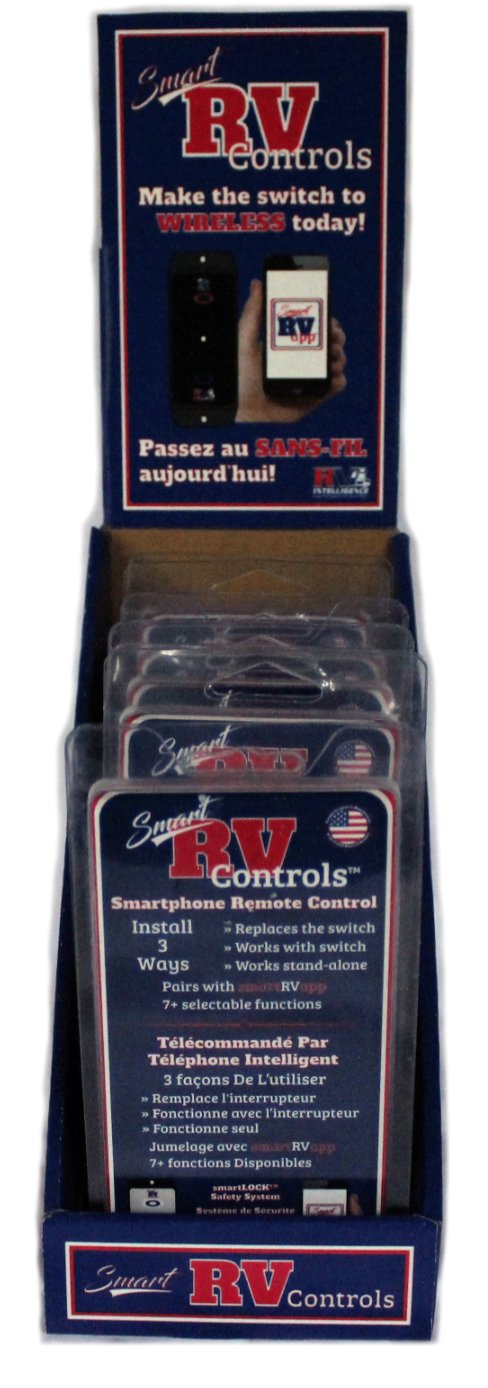 Smart
RV
Controls
Make the switch to
WIRELESS today!
Smart
RV
app
Passez au SANS-FIL
aujourd'hui!
INTELLIGENCE
Smart
RV
Smart
RV
Controls™
Smartphone Remote Control
Install
3
Ways
» Replaces the switch
» Works with switch
» Works stand-alone
Pairs with smartRVapp
7+ selectable functions
Télécommandé Par
Téléphone Intelligent
3 façons De L'utiliser
» Remplace l'interrupteur
» Fonctionne avec l'interrupteur
» Fonctionne seul
Jumelage avec smartRVapp
7+ fonctions Disponibles
smartLOCK™
Safety System
Système de Sécurité
Smart RV Controls